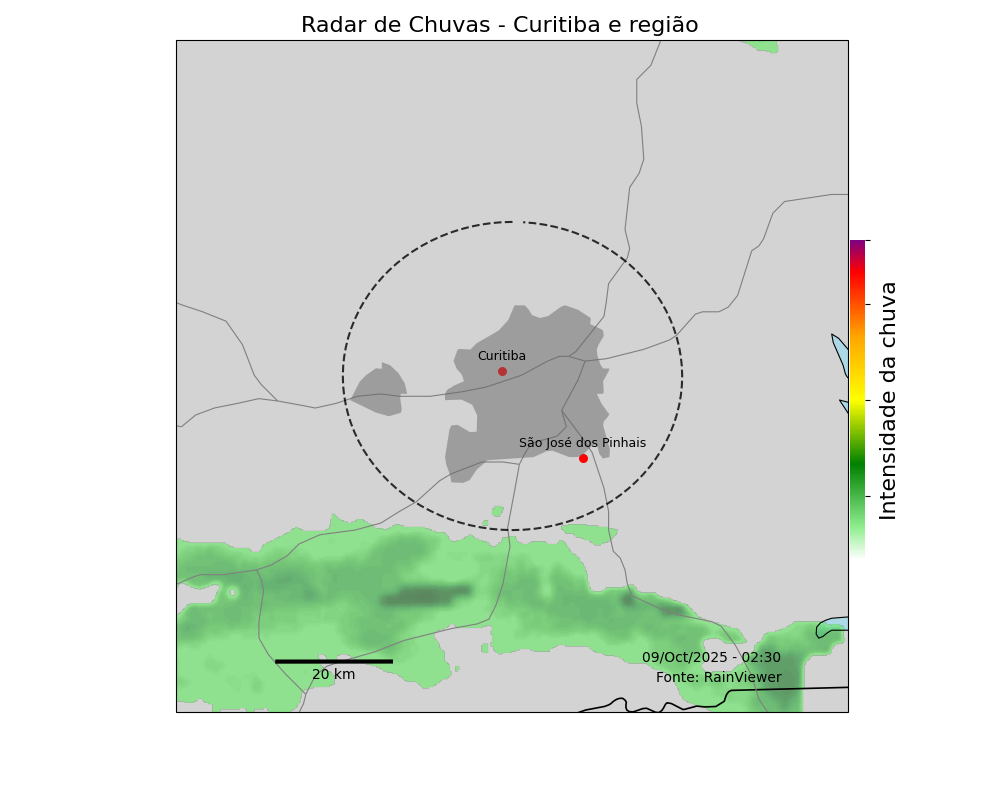 Radar de Chuvas - Curitiba e região
Curitiba
São José dos Pinhais
Intensidade da chuva
09/Oct/2025 - 02:30
Fonte: RainViewer
20 km